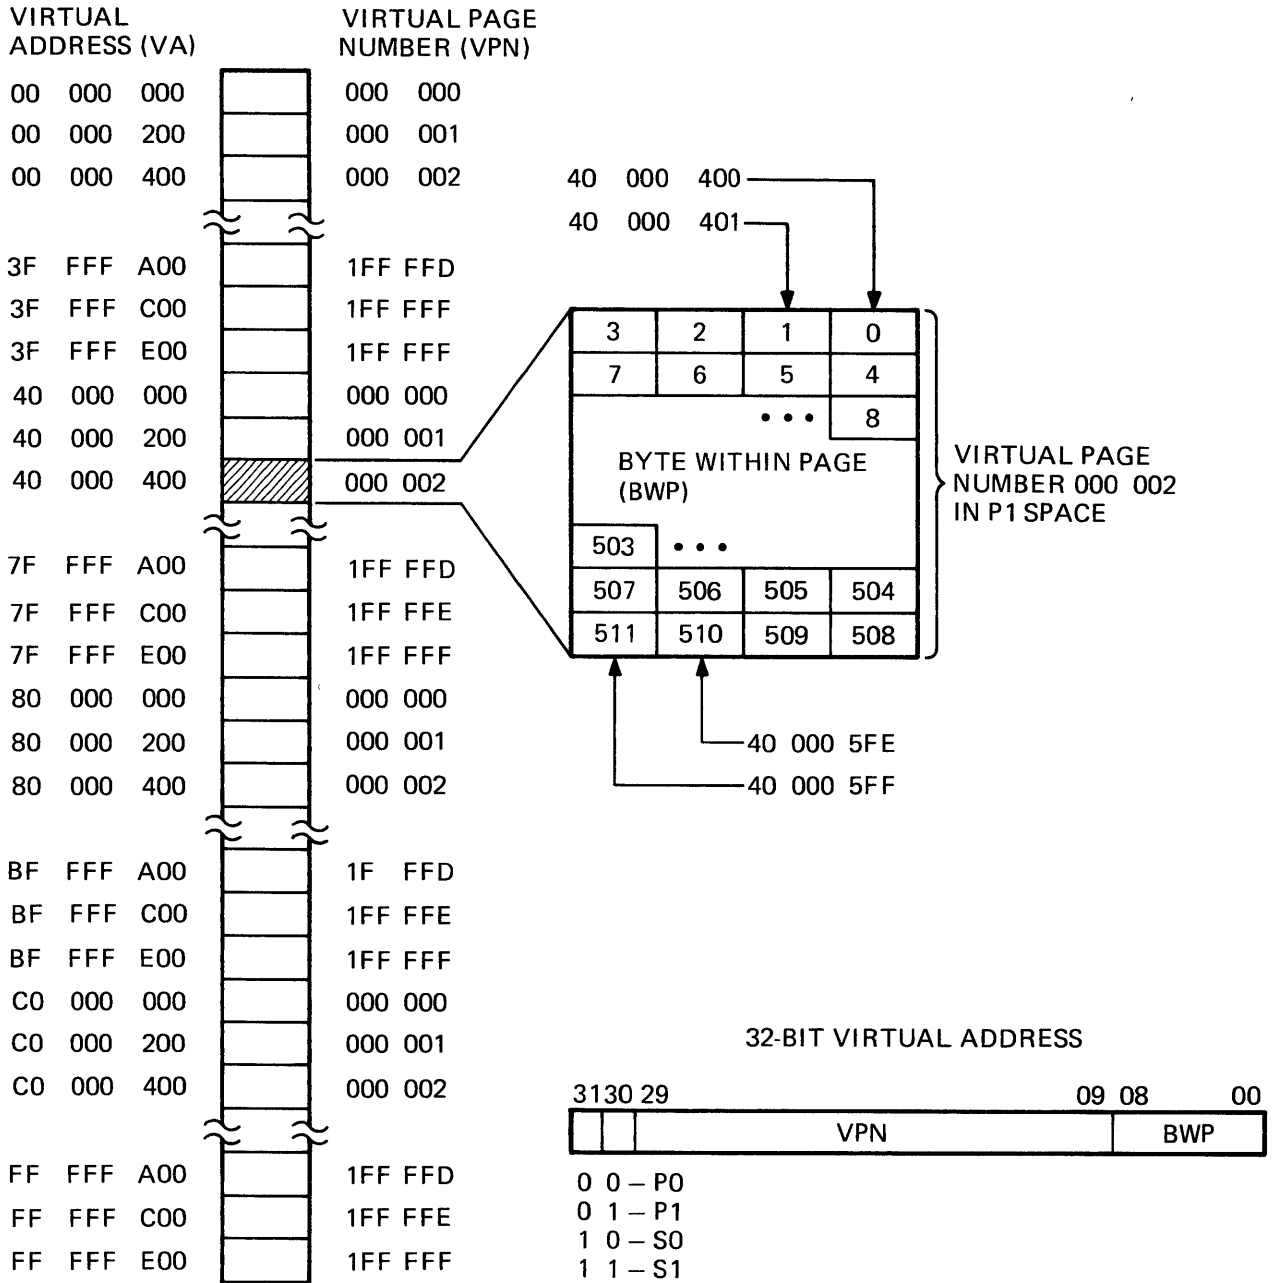 VIRTUAL
ADDRESS (VA)
VIRTUAL PAGE
NUMBER (VPN)
00 000 000 000 000
00 000 200 000 001
00 000 400 000 002
3F FFF A00 1FF FFD
3F FFF C00 1FF FFF
3F FFF E00 1FF FFF
40 000 000 000 000
40 000 200 000 001
40 000 400 000 002
7F FFF A00 1FF FFD
7F FFF C00 1FF FFE
7F FFF E00 1FF FFF
80 000 000 000 000
80 000 200 000 001
80 000 400 000 002
BF FFF A00 1F FFD
BF FFF C00 1FF FFE
BF FFF E00 1FF FFF
C0 000 000 000 000
C0 000 200 000 001
C0 000 400 000 002
FF FFF A00 1FF FFD
FF FFF C00 1FF FFE
FF FFF E00 1FF FFF
40 000 400
40 000 401
3 2 1 0
7 6 5 4
••• 8
BYTE WITHIN PAGE
(BWP)
503 •••
507 506 505 504
511 510 509 508
VIRTUAL PAGE
NUMBER 000 002
IN P1 SPACE
40 000 5FE
40 000 5FF
32-BIT VIRTUAL ADDRESS
31 30 29 09 08 00
VPN BWP
0 0 – P0
0 1 – P1
1 0 – S0
1 1 – S1